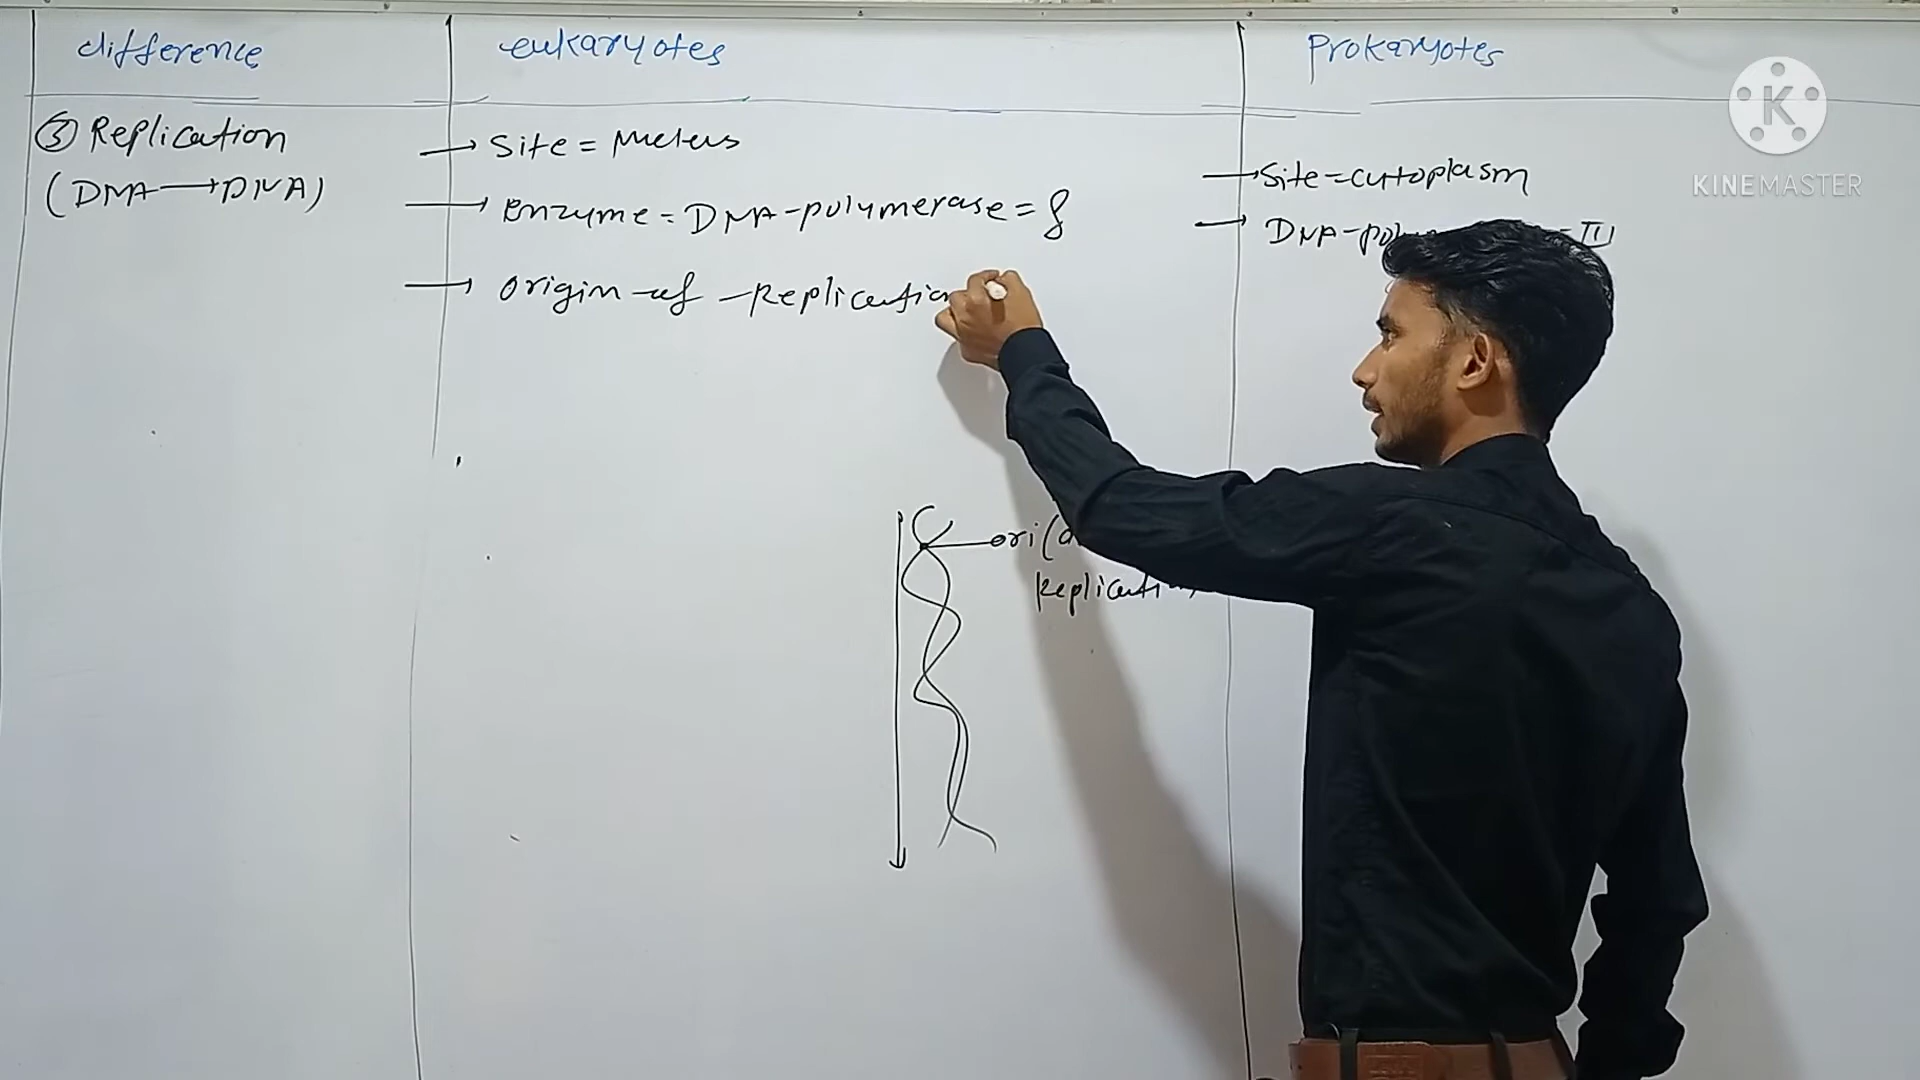 difference
eukaryotes
Prokaryotes
③ Replication
(DNA → DNA)
→ Site = Nucleus
→ enzyme = DNA-polymerase = δ
→ Origin-of-Replication
→ Site = cytoplasm
→ DNA- III
ori (
Replication
K
KINEMASTER